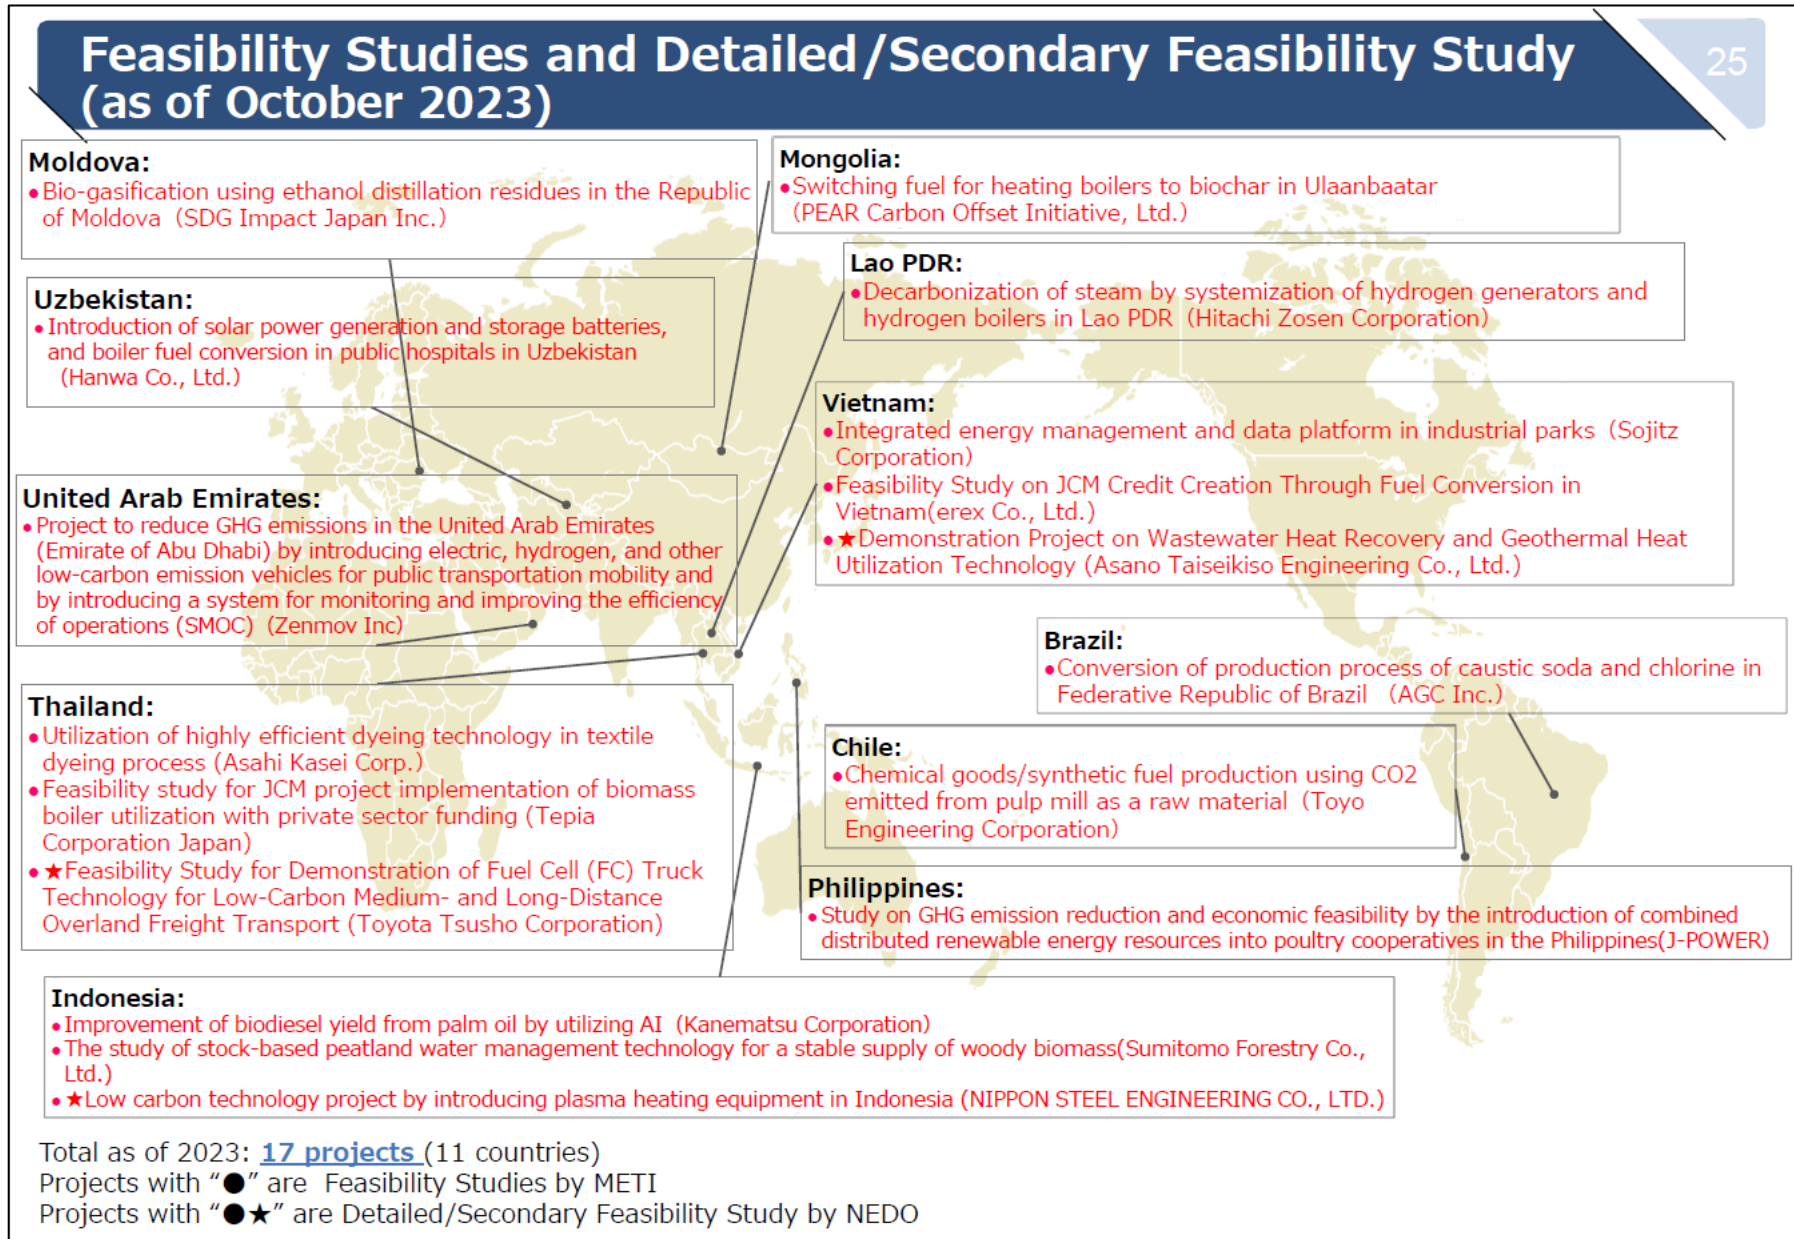 Feasibility Studies and Detailed/Secondary Feasibility Study
(as of October 2023)
25
Moldova:
●Bio-gasification using ethanol distillation residues in the Republic
of Moldova（SDG Impact Japan Inc.）
Uzbekistan:
●Introduction of solar power generation and storage batteries,
and boiler fuel conversion in public hospitals in Uzbekistan
（Hanwa Co., Ltd.）
United Arab Emirates:
●Project to reduce GHG emissions in the United Arab Emirates
(Emirate of Abu Dhabi) by introducing electric, hydrogen, and other
low-carbon emission vehicles for public transportation mobility and
by introducing a system for monitoring and improving the efficiency
of operations (SMOC)（Zenmov Inc）
Thailand:
●Utilization of highly efficient dyeing technology in textile
dyeing process (Asahi Kasei Corp.)
●Feasibility study for JCM project implementation of biomass
boiler utilization with private sector funding (Tepia
Corporation Japan)
●★Feasibility Study for Demonstration of Fuel Cell (FC) Truck
Technology for Low-Carbon Medium- and Long-Distance
Overland Freight Transport (Toyota Tsusho Corporation)
Mongolia:
●Switching fuel for heating boilers to biochar in Ulaanbaatar
（PEAR Carbon Offset Initiative, Ltd.）
Lao PDR:
●Decarbonization of steam by systemization of hydrogen generators and
hydrogen boilers in Lao PDR（Hitachi Zosen Corporation）
Vietnam:
●Integrated energy management and data platform in industrial parks（Sojitz
Corporation）
●Feasibility Study on JCM Credit Creation Through Fuel Conversion in
Vietnam(erex Co., Ltd.)
●★Demonstration Project on Wastewater Heat Recovery and Geothermal Heat
Utilization Technology (Asano Taiseikiso Engineering Co., Ltd.)
Brazil:
●Conversion of production process of caustic soda and chlorine in
Federative Republic of Brazil （AGC Inc.）
Chile:
●Chemical goods/synthetic fuel production using CO2
emitted from pulp mill as a raw material（Toyo
Engineering Corporation）
Philippines:
●Study on GHG emission reduction and economic feasibility by the introduction of combined
distributed renewable energy resources into poultry cooperatives in the Philippines(J-POWER)
Indonesia:
●Improvement of biodiesel yield from palm oil by utilizing AI（Kanematsu Corporation）
●The study of stock-based peatland water management technology for a stable supply of woody biomass(Sumitomo Forestry Co.,
Ltd.)
●★Low carbon technology project by introducing plasma heating equipment in Indonesia (NIPPON STEEL ENGINEERING CO., LTD.)
Total as of 2023: 17 projects (11 countries)
Projects with “●” are Feasibility Studies by METI
Projects with “●★” are Detailed/Secondary Feasibility Study by NEDO